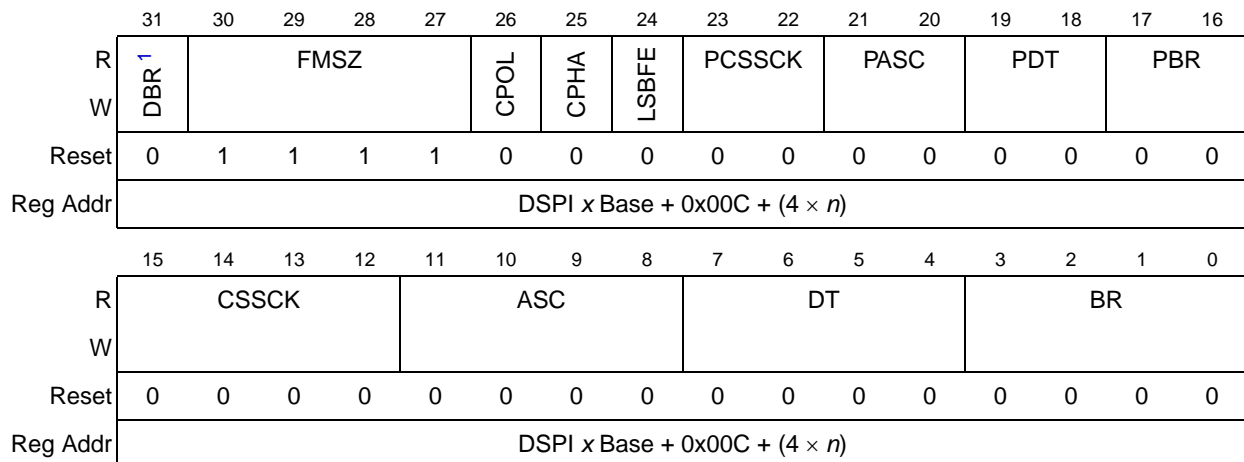 31 30 29 28 27 26 25 24 23 22 21 20 19 18 17 16
R DBR 1 FMSZ CPOL CPHA LSBFE PCSSCK PASC PDT PBR
W
Reset 0 1 1 1 1 0 0 0 0 0 0 0 0 0 0 0
Reg Addr DSPI x Base + 0x00C + (4 × n)
15 14 13 12 11 10 9 8 7 6 5 4 3 2 1 0
R CSSCK ASC DT BR
W
Reset 0 0 0 0 0 0 0 0 0 0 0 0 0 0 0 0
Reg Addr DSPI x Base + 0x00C + (4 × n)